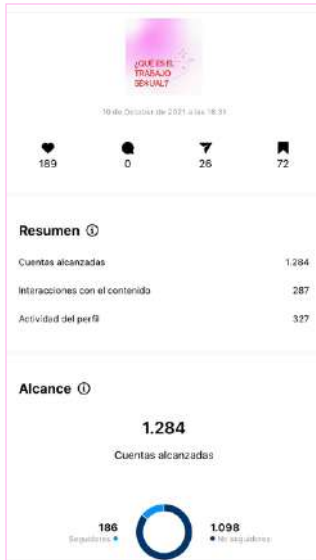 ¿QUÉ ES EL
TRABAJO
SEXUAL?
10 de October de 2021 a las 16:31
189 0 26 72
Resumen
Cuentas alcanzadas 1.284
Interacciones con el contenido 287
Actividad del perfil 327
Alcance
1.284
Cuentas alcanzadas
186 1.098
Seguidores No seguidores